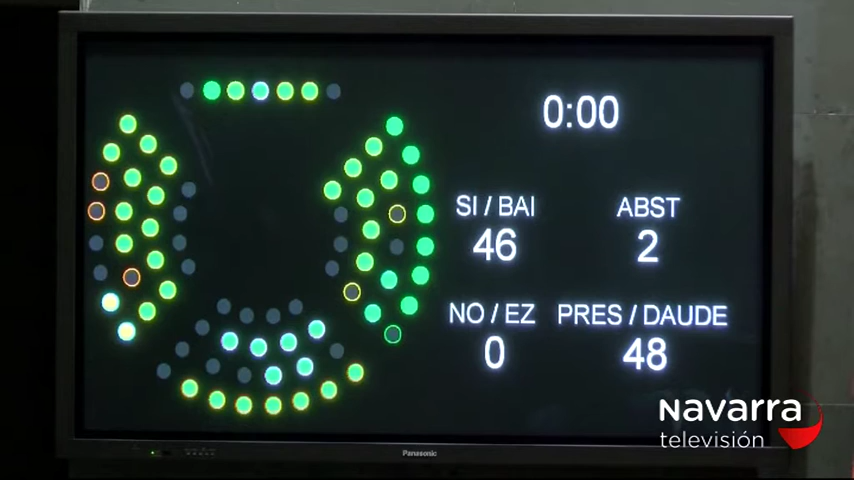 0:00
SI / BAI ABST
46 2
NO / EZ PRES / DAUDE
0 48
Navarra
televisión
Panasonic